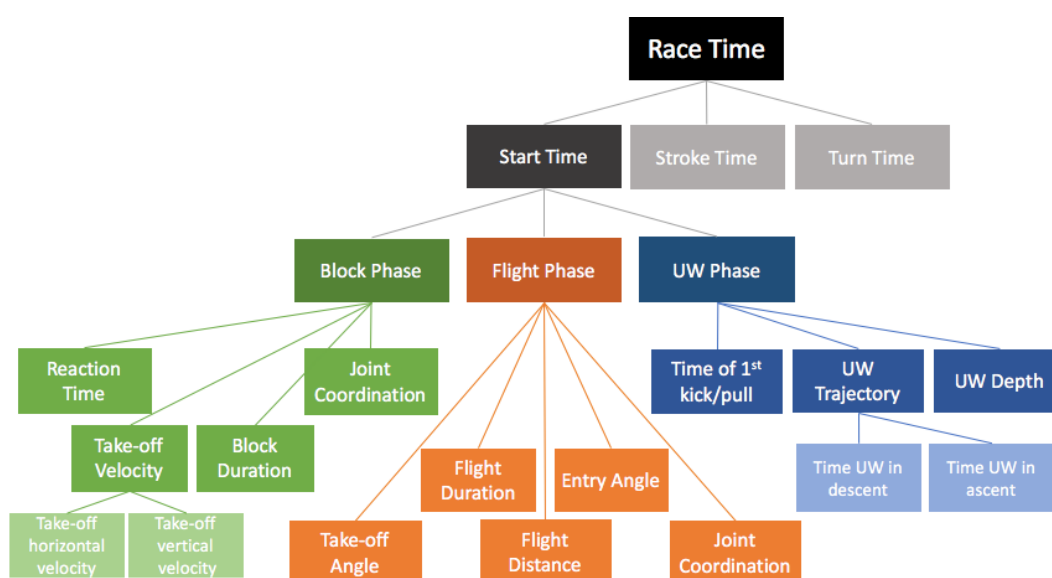 Race Time
Start Time
Stroke Time
Turn Time
Block Phase
Flight Phase
UW Phase
Reaction
Time
Joint
Coordination
Time of 1st
kick/pull
UW
Trajectory
UW Depth
Take-off
Velocity
Block
Duration
Flight
Duration
Entry Angle
Time UW in
descent
Time UW in
ascent
Take-off
horizontal
velocity
Take-off
vertical
velocity
Take-off
Angle
Flight
Distance
Joint
Coordination